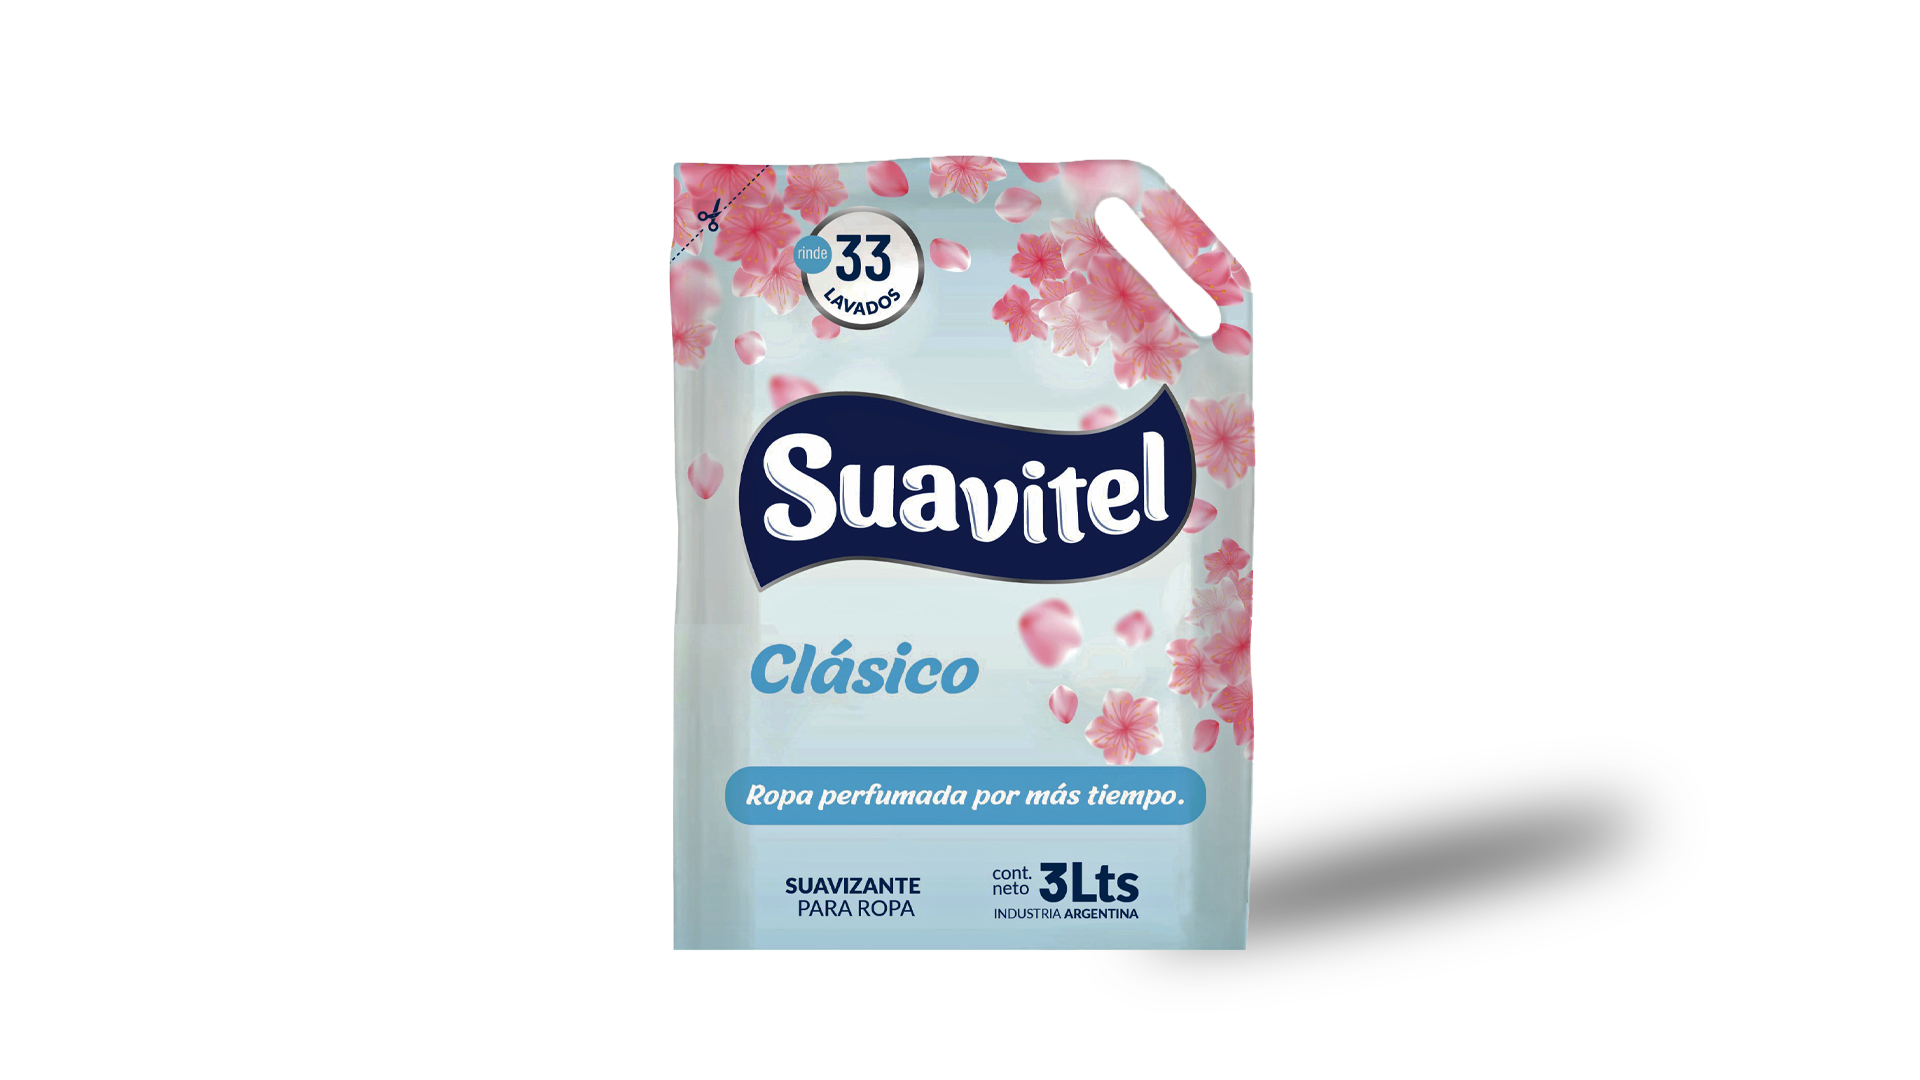 rinde
33
LAVADOS
Suavitel
Clásico
Ropa perfumada por más tiempo.
SUAVIZANTE
PARA ROPA
cont.
neto 3Lts
INDUSTRIA ARGENTINA